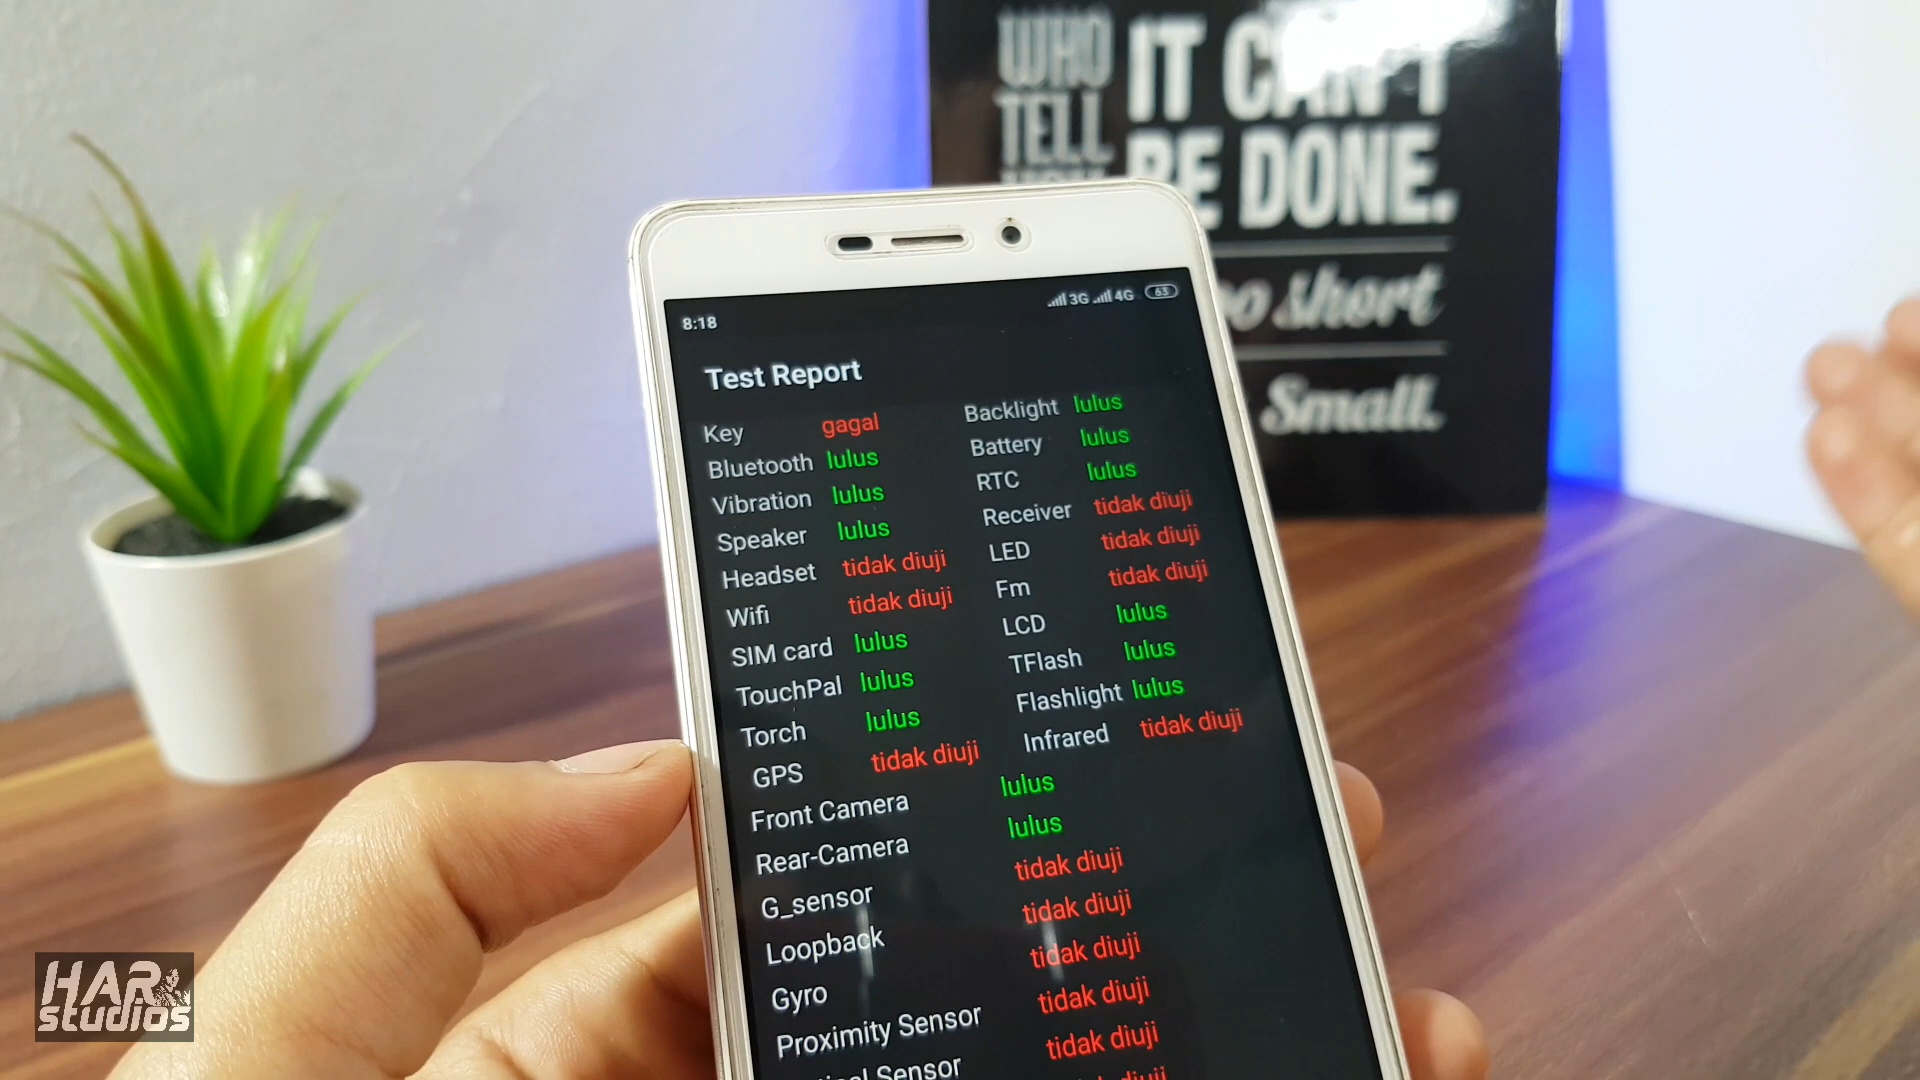 WHO
TELL
IT CAN'T
BE DONE.
short
Small.
8:18
3G 4G 63
Test Report
Key gagal Backlight lulus
Bluetooth lulus Battery lulus
Vibration lulus RTC lulus
Speaker lulus Receiver tidak diuji
Headset tidak diuji LED tidak diuji
Wifi tidak diuji Fm tidak diuji
SIM card lulus LCD lulus
TouchPal lulus TFlash lulus
Torch lulus Flashlight lulus
GPS tidak diuji Infrared tidak diuji
Front Camera lulus
Rear-Camera lulus
G_sensor tidak diuji
Loopback tidak diuji
Gyro tidak diuji
Proximity Sensor tidak diuji
Sensor tidak diuji
HAR
studios